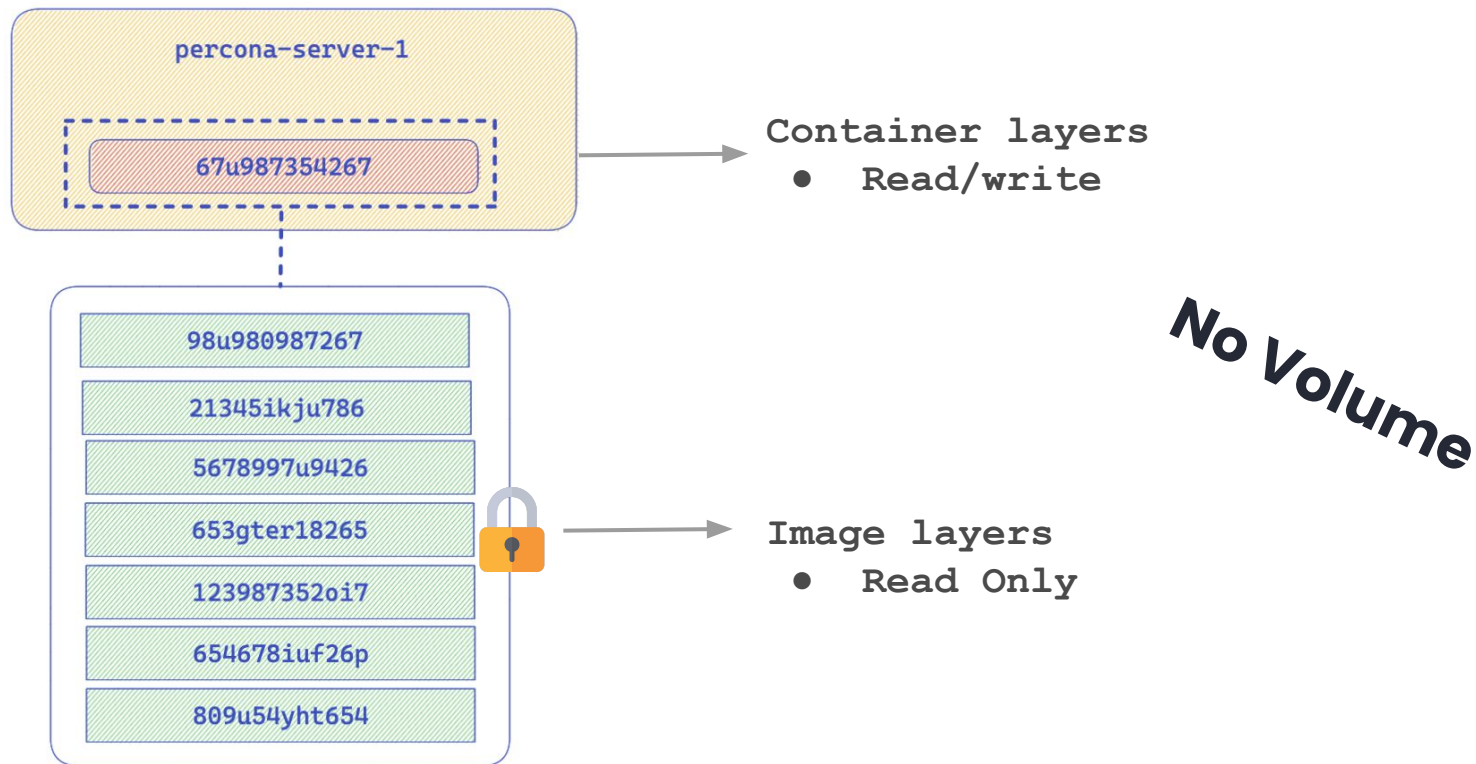 percona-server-1
67u987354267
Container layers
● Read/write
98u980987267
21345ikju786
5678997u9426
653gter18265
123987352oi7
654678iuf26p
809u54yht654
No Volume
Image layers
● Read Only